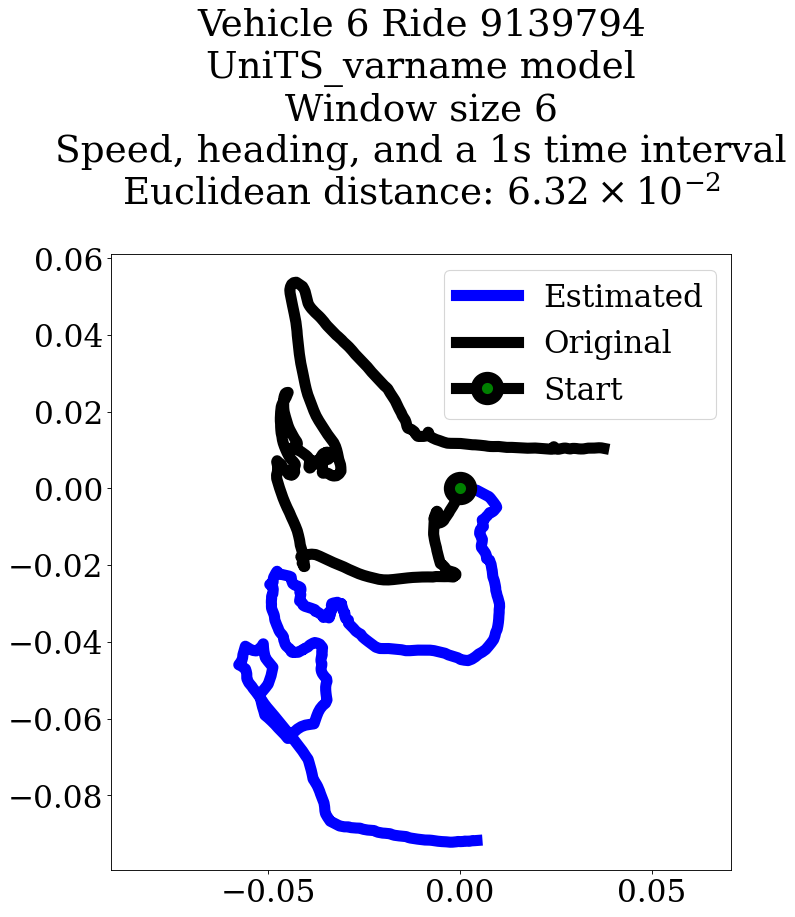 Vehicle 6 Ride 9139794
UniTS_varname model
Window size 6
Speed, heading, and a 1s time interval
Euclidean distance: 6.32 × 10⁻²
0.06
0.04
0.02
0.00
−0.02
−0.04
−0.06
−0.08
Estimated
Original
Start
−0.05
0.00
0.05